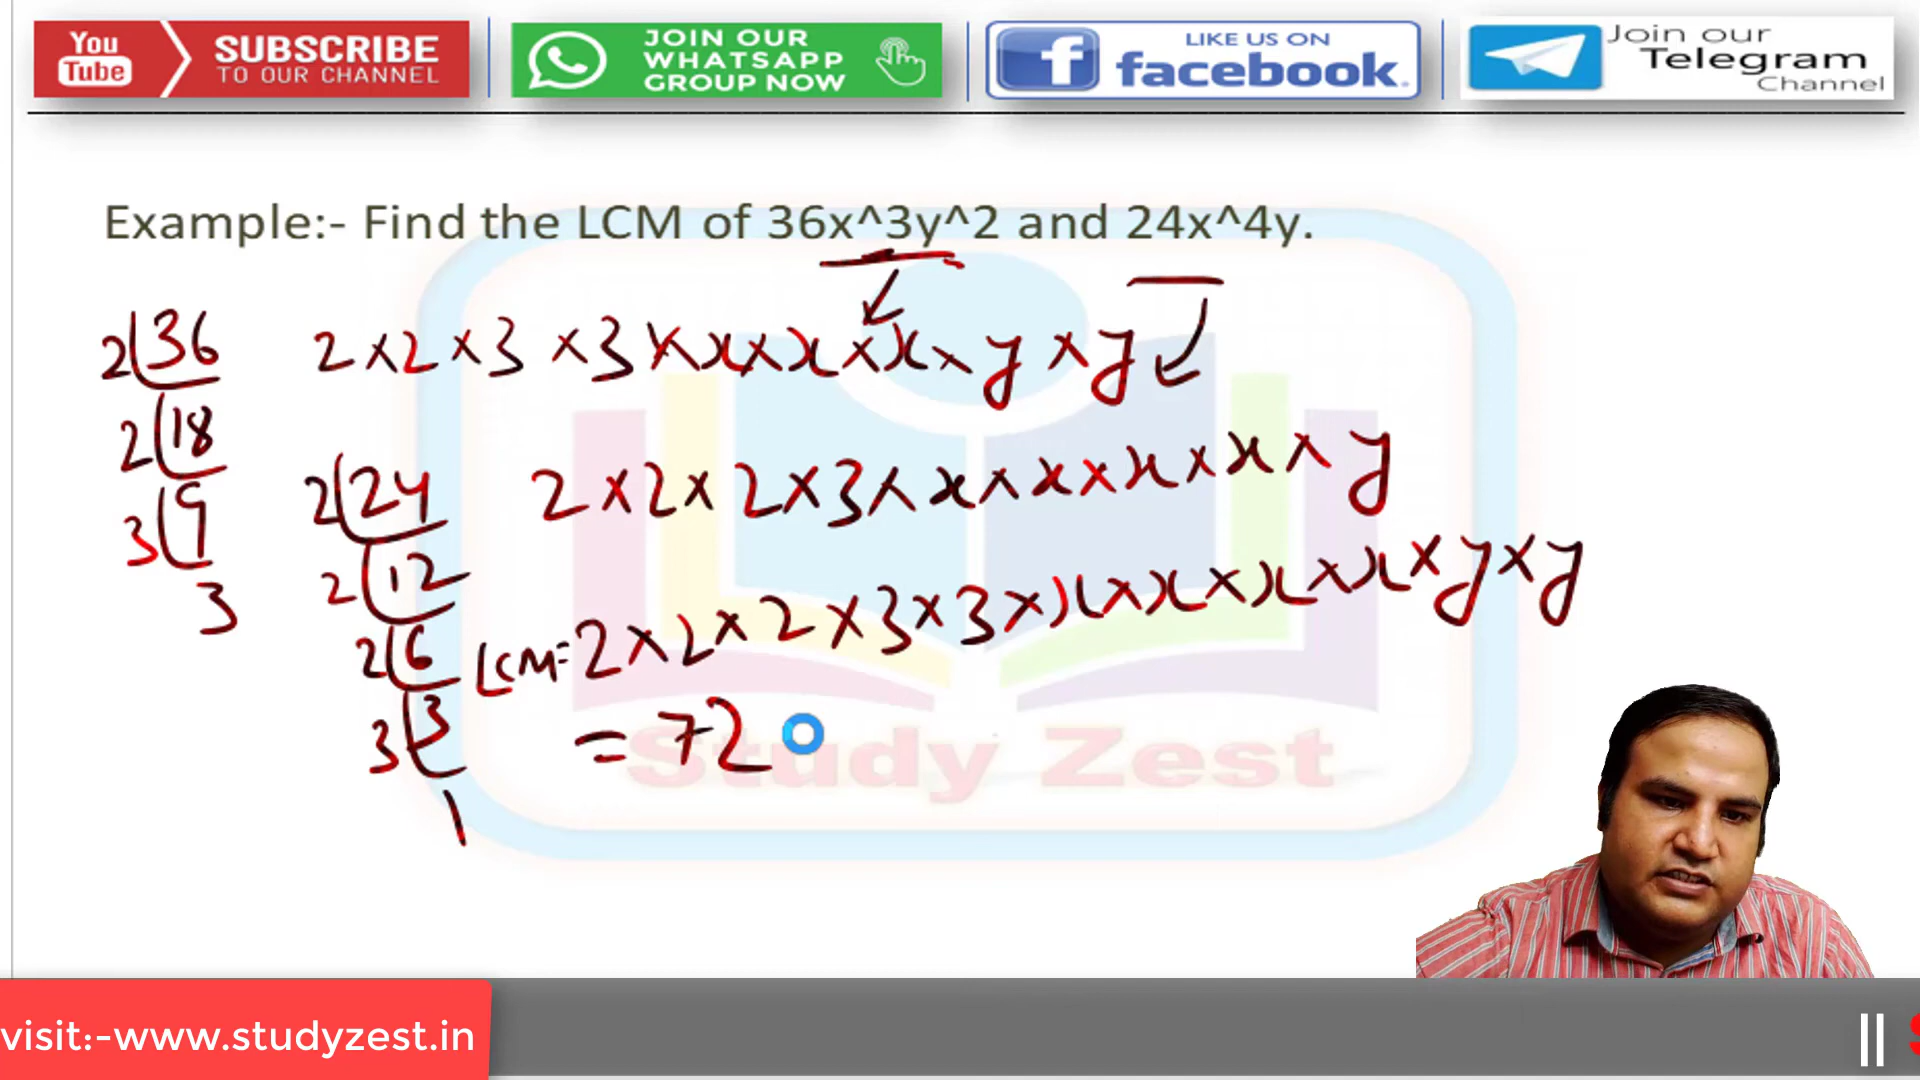 You Tube SUBSCRIBE TO OUR CHANNEL
JOIN OUR WHATSAPP GROUP NOW
LIKE US ON facebook.
Join our Telegram Channel
Example:- Find the LCM of 36x^3y^2 and 24x^4y.
2|36
2|18
3|9
3
2×2×3×3×x×x×x×y×y
2|24
2|12
2|6
3|3
1
2×2×2×3×x×x×x×x×y
LCM=2×2×2×3×3×x×x×x×x×y×y
=72
Study Zest
visit:-www.studyzest.in
||